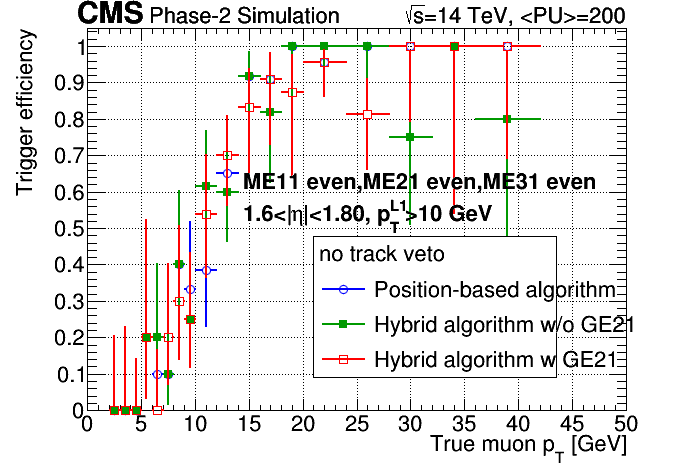 CMS Phase-2 Simulation √s=14 TeV, <PU>=200
Trigger efficiency
1
0.9
0.8
0.7
0.6
0.5
0.4
0.3
0.2
0.1
0
ME11 even,ME21 even,ME31 even
1.6<|η|<1.80, p_T^L1>10 GeV
no track veto
Position-based algorithm
Hybrid algorithm w/o GE21
Hybrid algorithm w GE21
0 5 10 15 20 25 30 35 40 45 50
True muon p_T [GeV]